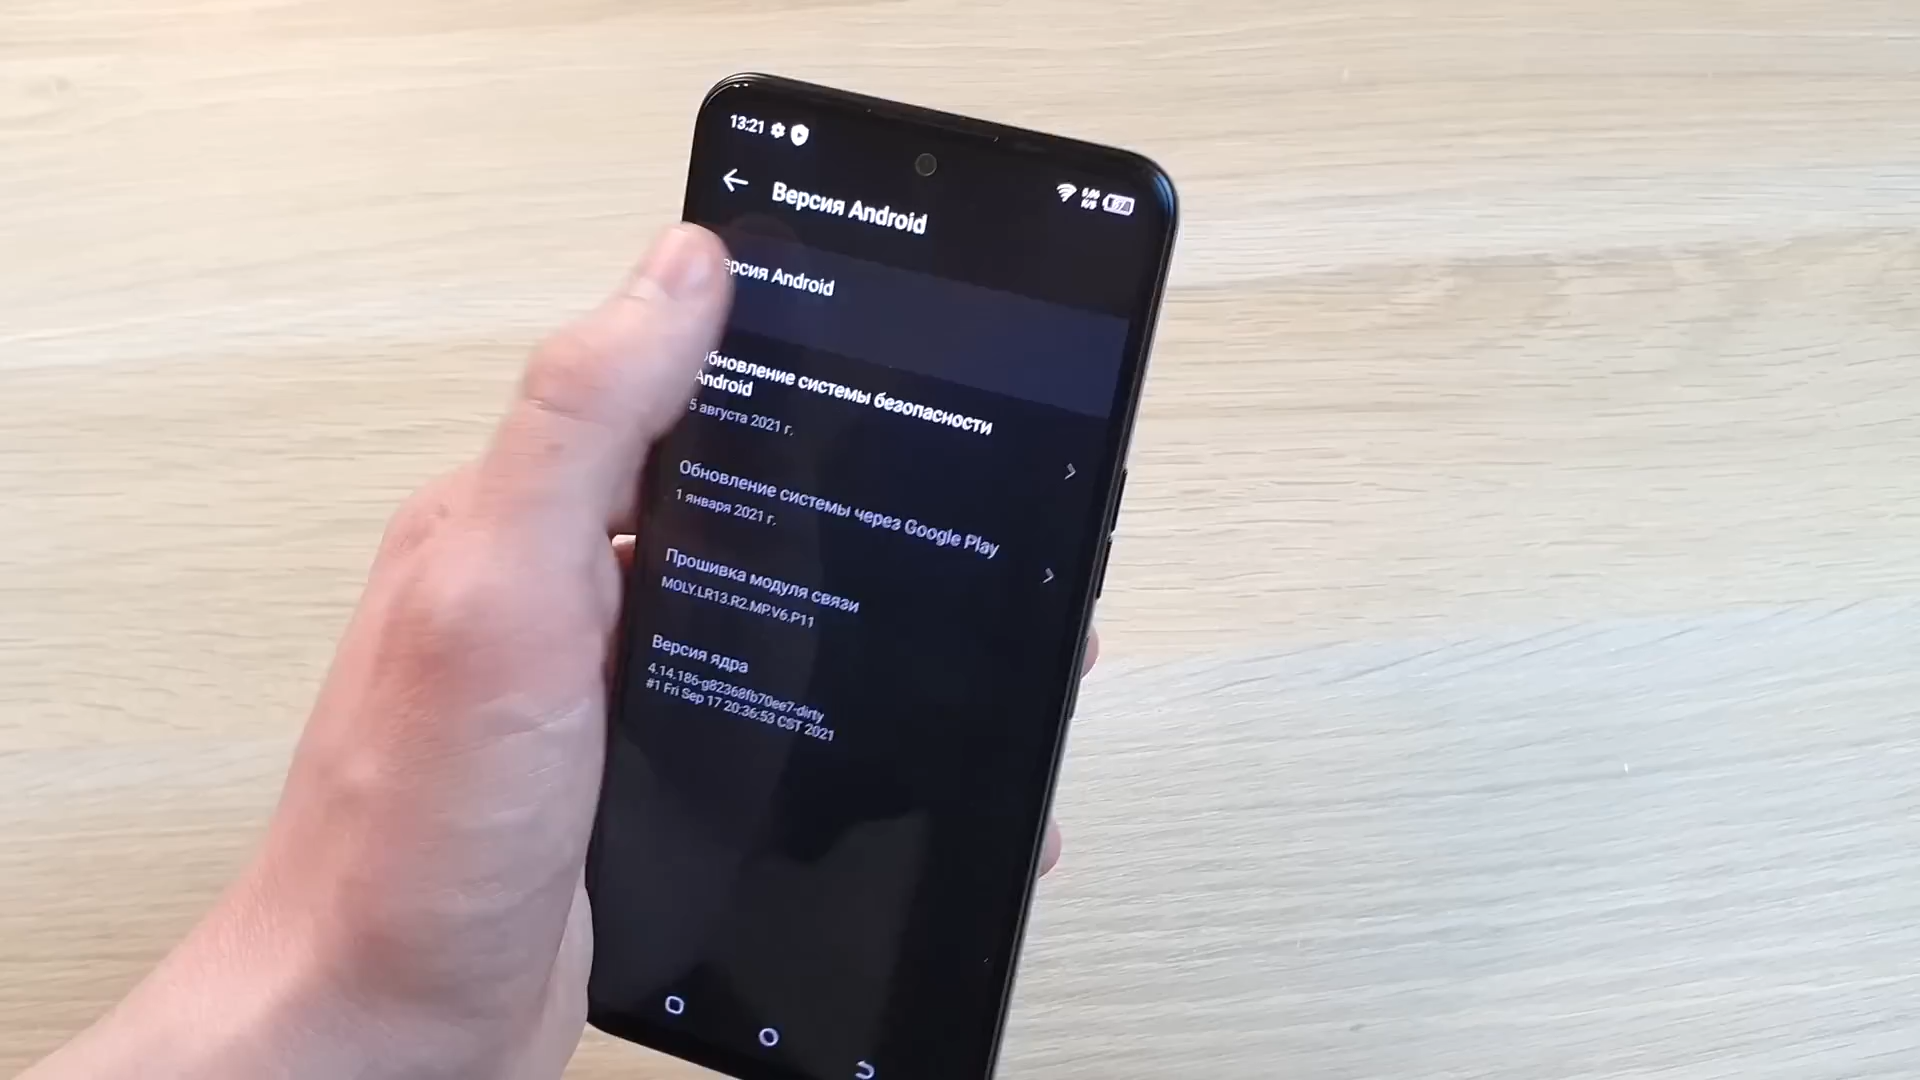 13:21
Версия Android
ерсия Android
бновление системы безопасности
Android
5 августа 2021 г.
Обновление системы через Google Play
1 января 2021 г.
Прошивка модуля связи
MOLY.LR13.R2.MP.V6.P11
Версия ядра
4.14.186-g82368fb70ee7-dirty
#1 Fri Sep 17 20:36:53 CST 2021